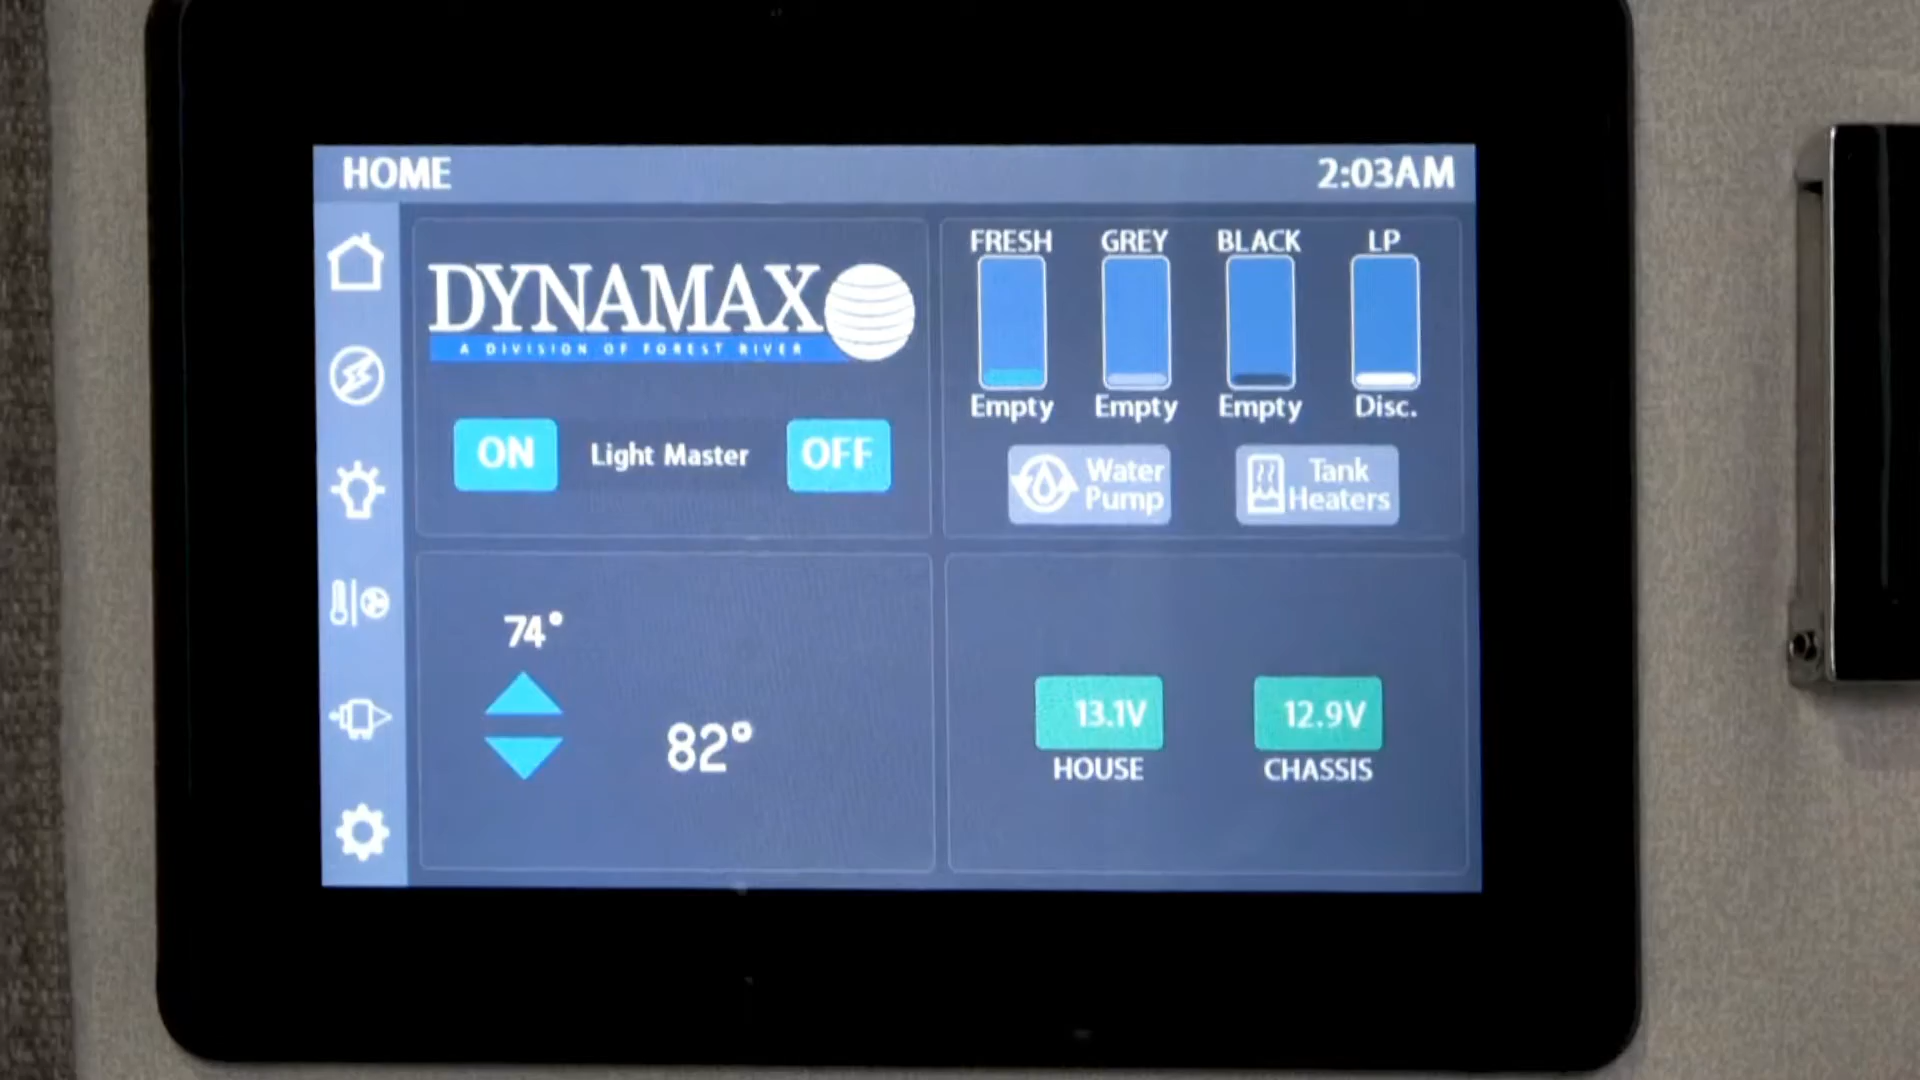 HOME
2:03AM
DYNAMAX
A DIVISION OF FOREST RIVER
ON
Light Master
OFF
FRESH
GREY
BLACK
LP
Empty
Empty
Empty
Disc.
Water
Pump
Tank
Heaters
74°
82°
13.1V
HOUSE
12.9V
CHASSIS